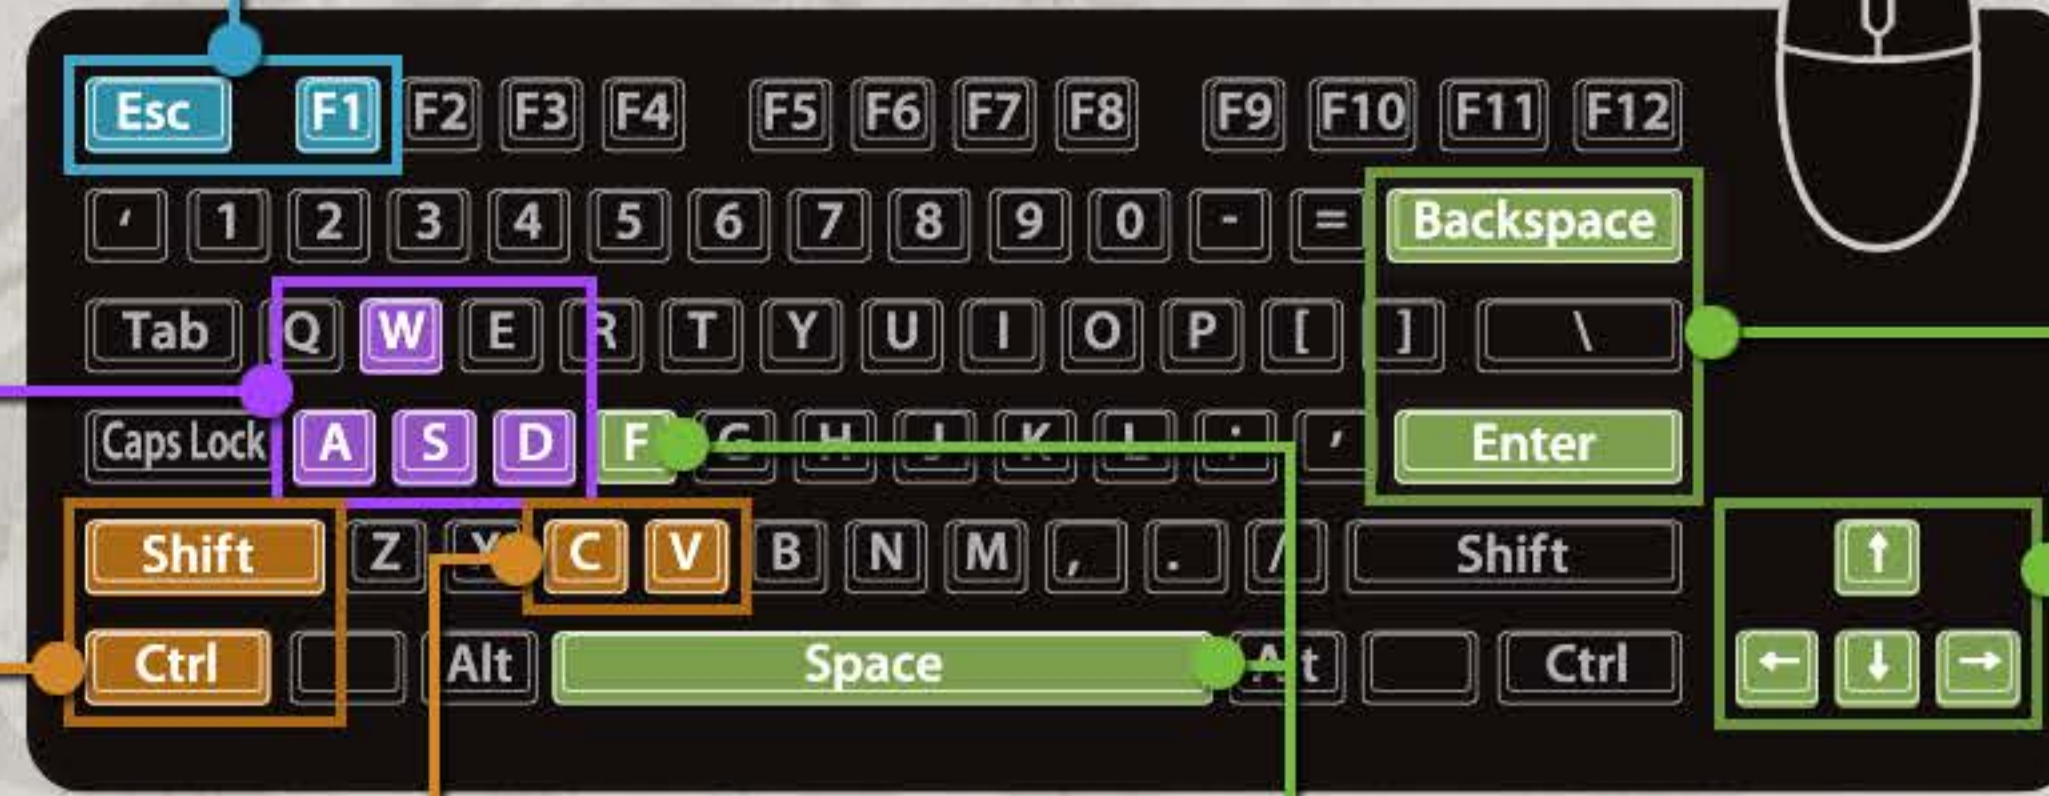 Esc F1 F2 F3 F4 F5 F6 F7 F8 F9 F10 F11 F12
‘ 1 2 3 4 5 6 7 8 9 0 - = Backspace
Tab Q W E R T Y U I O P [ ] \
Caps Lock A S D F G H J K L ; ′ Enter
Shift Z C V B N M , . / Shift ↑
Ctrl Alt Space Alt Ctrl ← ↓ →